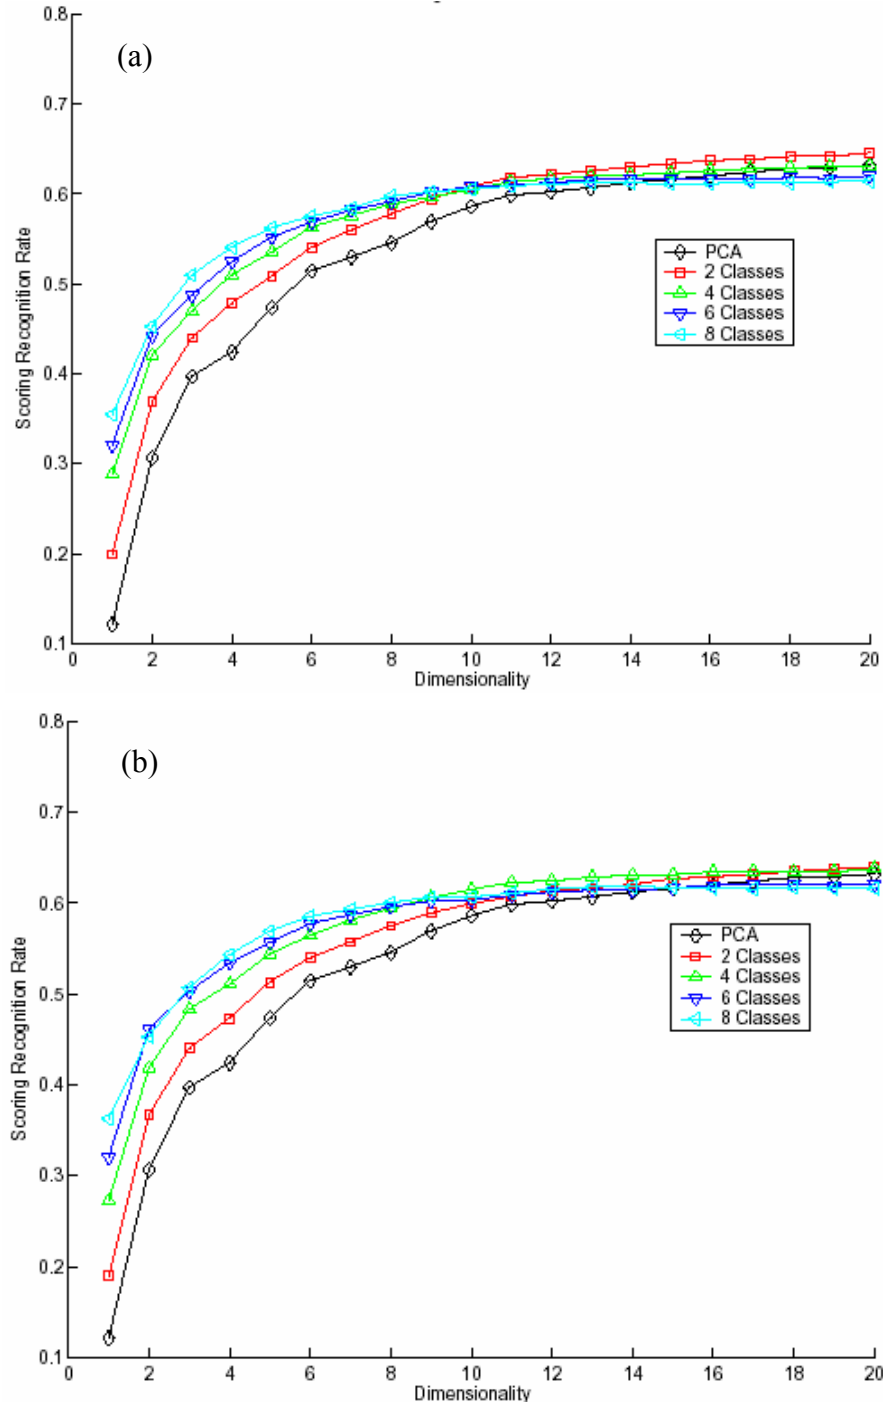 (a)
0.8
0.7
0.6
0.5
0.4
0.3
0.2
0.1
Scoring Recognition Rate
PCA
2 Classes
4 Classes
6 Classes
8 Classes
0 2 4 6 8 10 12 14 16 18 20
Dimensionality
(b)
0.8
0.7
0.6
0.5
0.4
0.3
0.2
0.1
Scoring Recognition Rate
PCA
2 Classes
4 Classes
6 Classes
8 Classes
0 2 4 6 8 10 12 14 16 18 20
Dimensionality